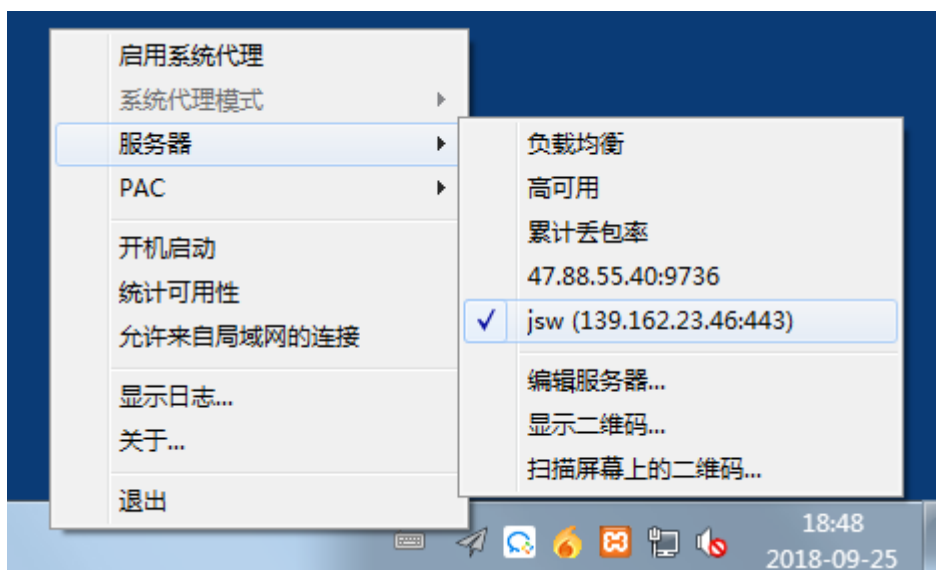 启用系统代理
系统代理模式
服务器
PAC
开机启动
统计可用性
允许来自局域网的连接
显示日志...
关于...
退出
负载均衡
高可用
累计丢包率
47.88.55.40:9736
jsw (139.162.23.46:443)
编辑服务器...
显示二维码...
扫描屏幕上的二维码...
18:48
2018-09-25